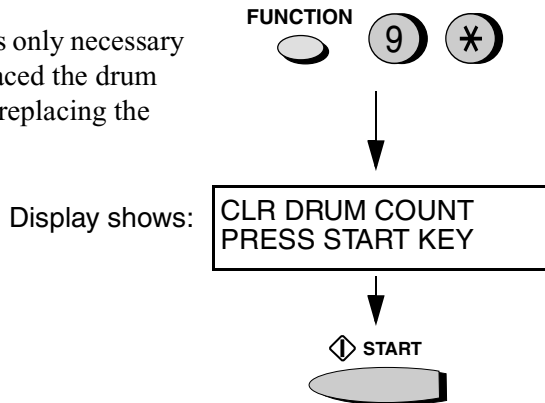 s only necessary
aced the drum
replacing the
FUNCTION
9 *
Display shows:
CLR DRUM COUNT
PRESS START KEY
START